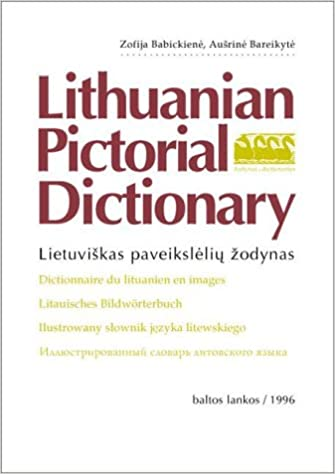 Zofija Babickienė, Aušrinė Bareikytė
Lithuanian
Pictorial
Dictionary
Lietuviškas paveikslėlių žodynas
Dictionnaire du lituanien en images
Litauisches Bildwörterbuch
Ilustrowany słownik języka litewskiego
Иллюстрированный словарь литовского языка
baltos lankos / 1996